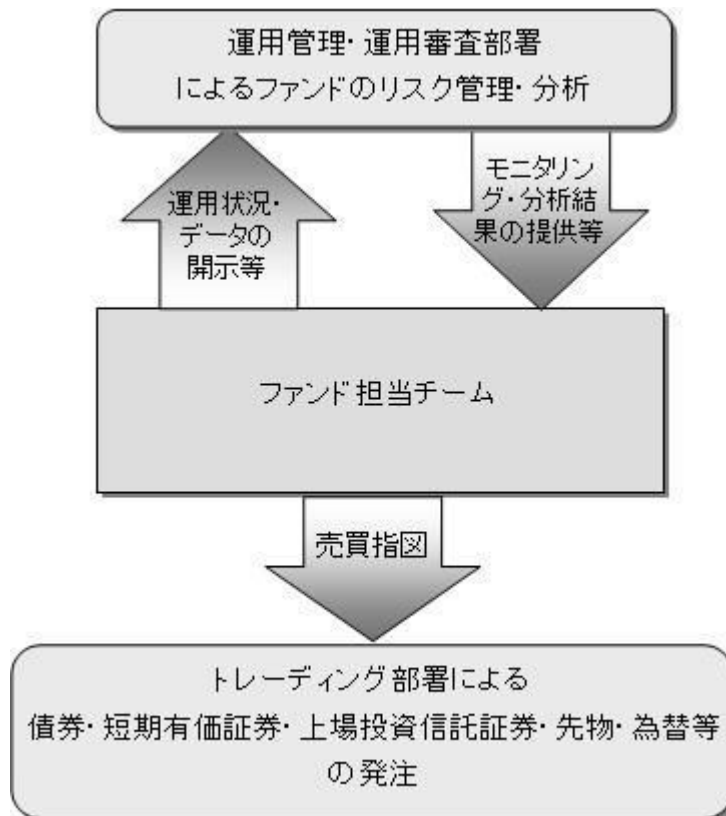 運用管理･運用審査部署
によるファンドのリスク管理･分析
運用状況･
データの
開示等
モニタリン
グ･分析結
果の提供等
ファンド担当チーム
売買指図
トレーディング部署による
債券･短期有価証券･上場投資信託証券･先物･為替等
の発注